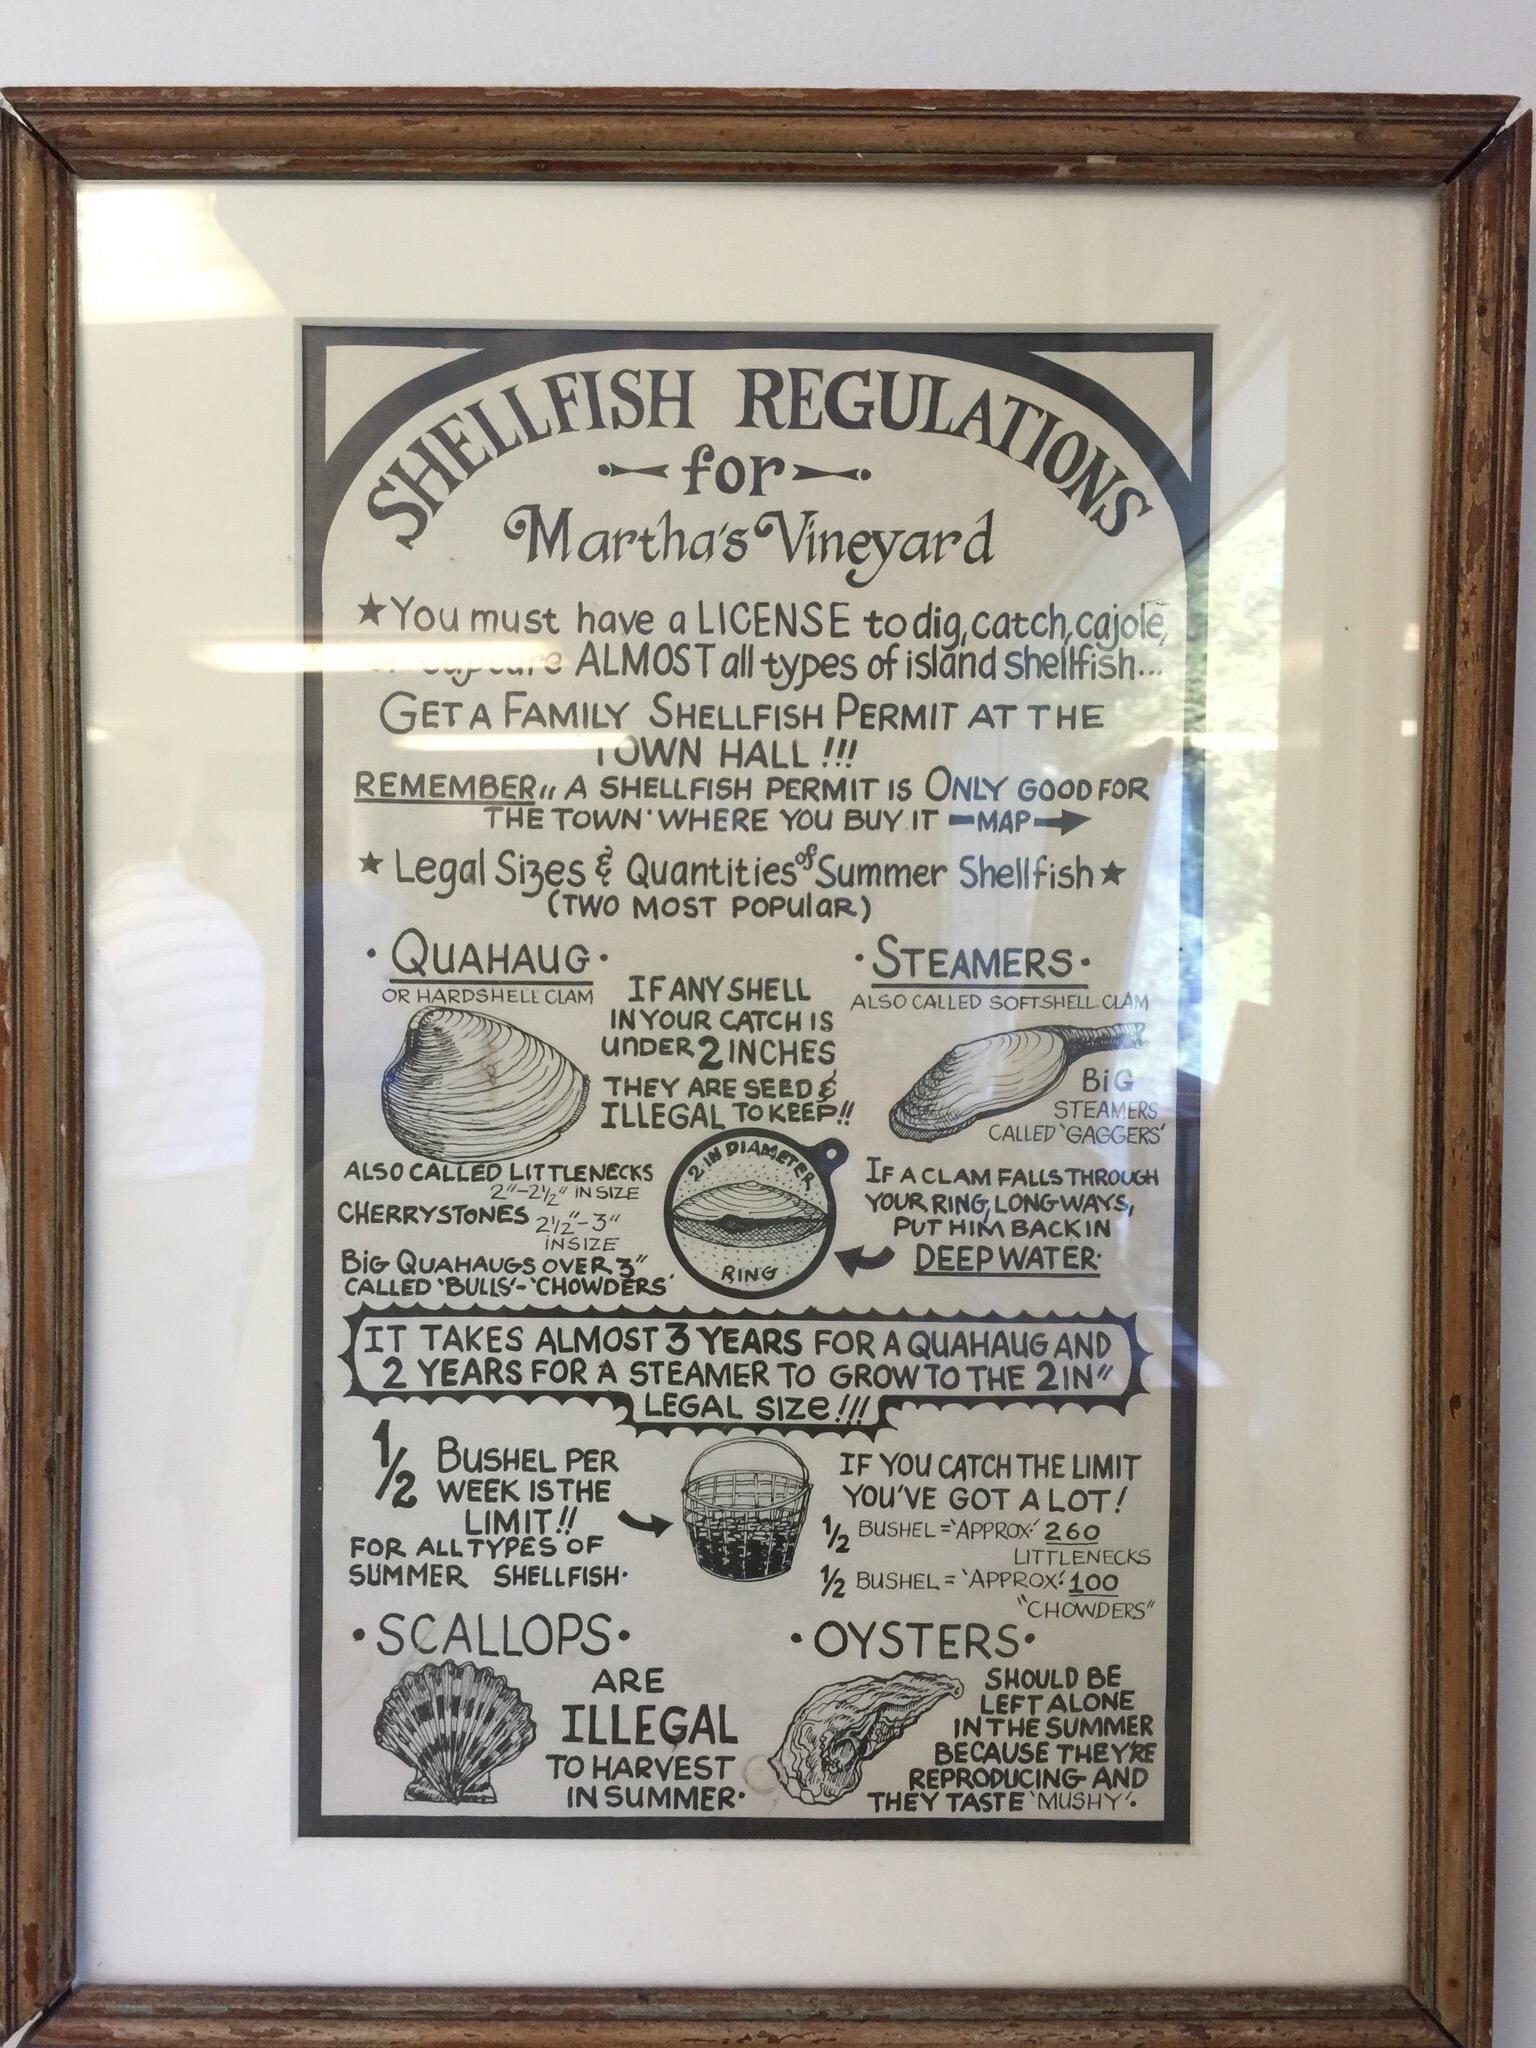 SHELLFISH REGULATIONS
for
Martha's Vineyard
★You must have a LICENSE to dig, catch, cajole,
capture ALMOST all types of island shellfish...
GET A FAMILY SHELLFISH PERMIT AT THE
TOWN HALL!!!
REMEMBER,, A SHELLFISH PERMIT IS ONLY GOOD FOR
THE TOWN WHERE YOU BUY IT —MAP→
★ Legal Sizes & Quantities of Summer Shellfish ★
(TWO MOST POPULAR)
• QUAHAUG •
OR HARDSHELL CLAM
IF ANY SHELL
IN YOUR CATCH IS
UNDER 2 INCHES
THEY ARE SEED &
ILLEGAL TO KEEP!!
• STEAMERS •
ALSO CALLED SOFTSHELL CLAM
BIG
STEAMERS
CALLED 'GAGGERS'
ALSO CALLED LITTLENECKS
2"-2½" IN SIZE
CHERRYSTONES 2½"-3"
IN SIZE
BIG QUAHAUGS OVER 3"
CALLED 'BULLS'-'CHOWDERS'
2 IN DIAMETER
RING
IF A CLAM FALLS THROUGH
YOUR RING, LONGWAYS,
PUT HIM BACK IN
DEEP WATER.
IT TAKES ALMOST 3 YEARS FOR A QUAHAUG AND
2 YEARS FOR A STEAMER TO GROW TO THE 2IN"
LEGAL SIZE!!!
1/2 BUSHEL PER
WEEK IS THE
LIMIT!!
FOR ALL TYPES OF
SUMMER SHELLFISH.
IF YOU CATCH THE LIMIT
YOU'VE GOT A LOT!
1/2 BUSHEL = 'APPROX.' 260
LITTLENECKS
1/2 BUSHEL = 'APPROX.' 100
"CHOWDERS"
• SCALLOPS •
ARE
ILLEGAL
TO HARVEST
IN SUMMER.
• OYSTERS •
SHOULD BE
LEFT ALONE
IN THE SUMMER
BECAUSE THEY'RE
REPRODUCING AND
THEY TASTE 'MUSHY'.